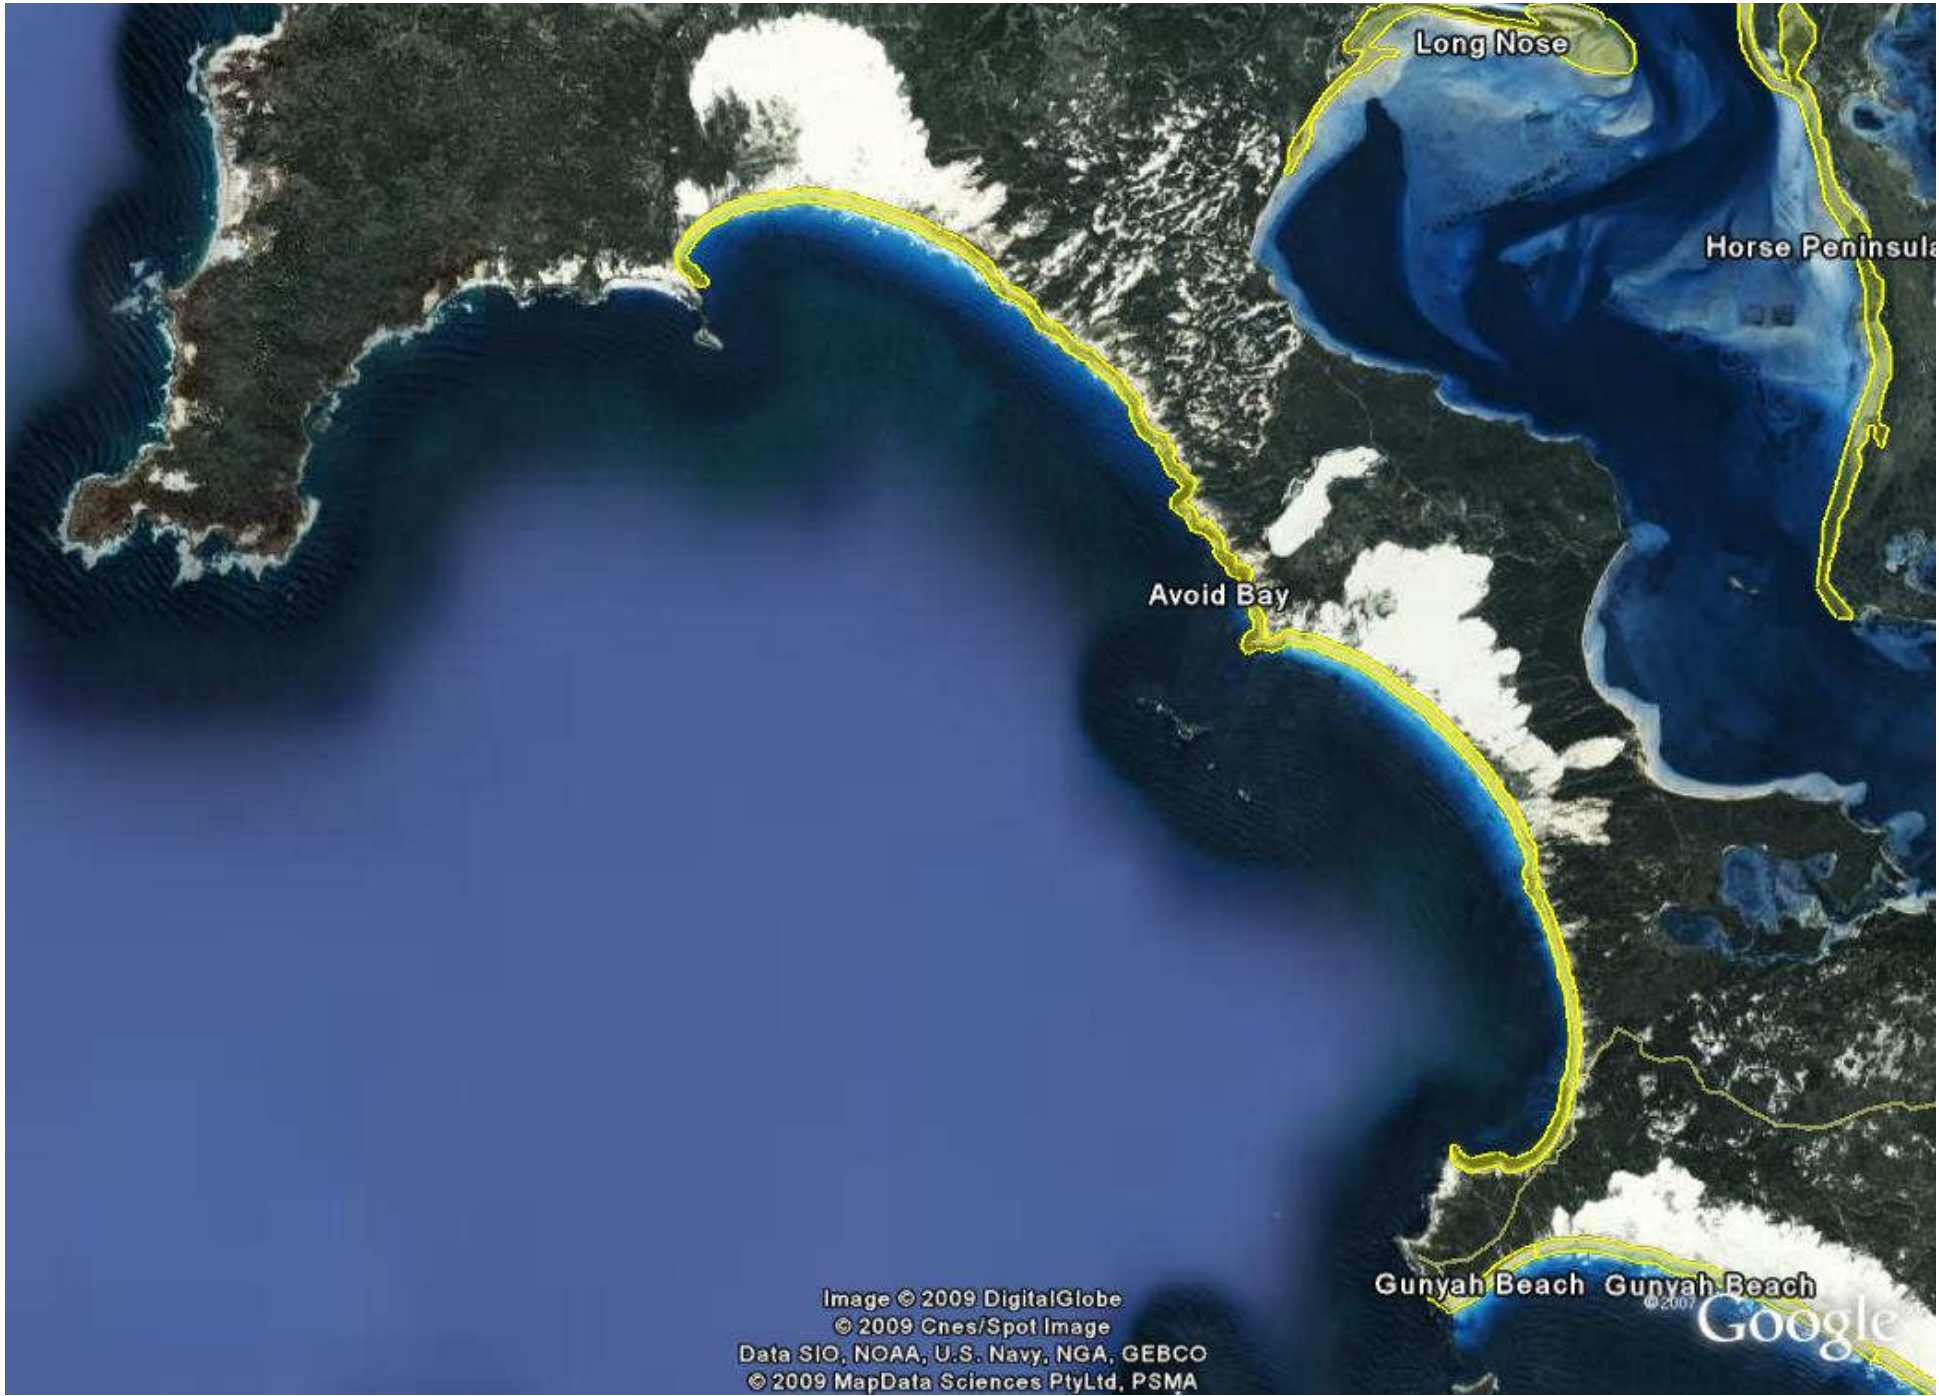 Long Nose
Horse Peninsula
Avoid Bay
Gunyah Beach Gunyah Beach
©2007 Google
Image © 2009 DigitalGlobe
© 2009 Cnes/Spot Image
Data SIO, NOAA, U.S. Navy, NGA, GEBCO
© 2009 MapData Sciences PtyLtd, PSMA